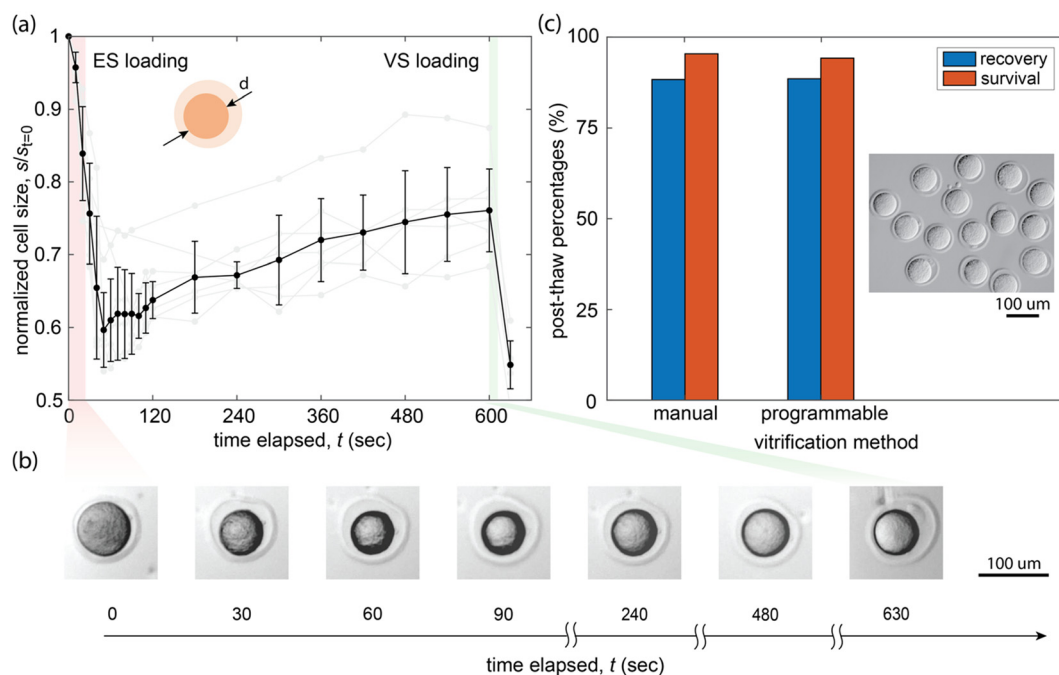 (a)
1
0.9
0.8
0.7
0.6
0.5
normalized cell size, s/s_{t=0}
ES loading
VS loading
d
0
120
240
360
480
600
time elapsed, t (sec)
(c)
100
75
50
25
0
post-thaw percentages (%)
recovery
survival
manual
programmable
vitrification method
100 um
(b)
100 um
0
30
60
90
240
480
630
time elapsed, t (sec)